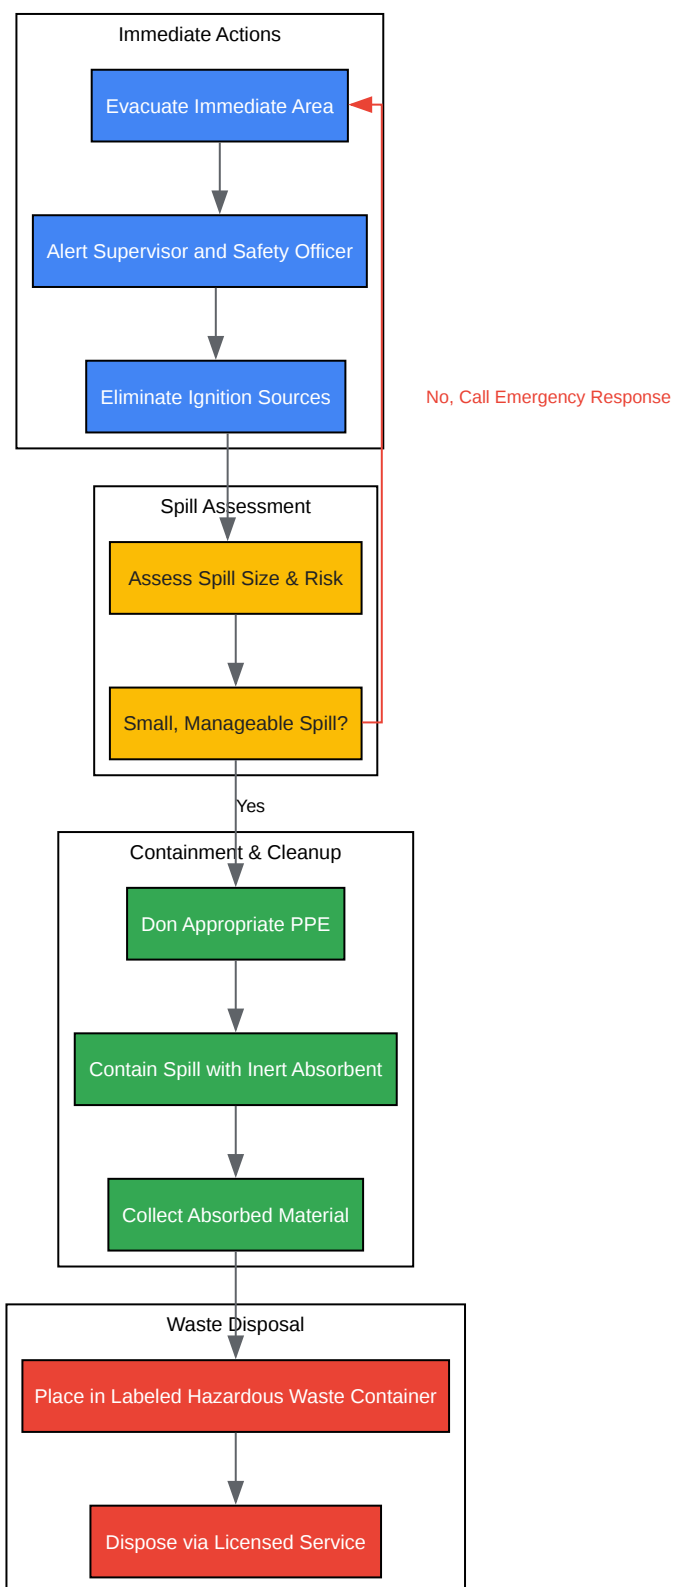 Immediate Actions
Evacuate Immediate Area
Alert Supervisor and Safety Officer
Eliminate Ignition Sources
No, Call Emergency Response
Spill Assessment
Assess Spill Size & Risk
Small, Manageable Spill?
Yes
Containment & Cleanup
Don Appropriate PPE
Contain Spill with Inert Absorbent
Collect Absorbed Material
Waste Disposal
Place in Labeled Hazardous Waste Container
Dispose via Licensed Service